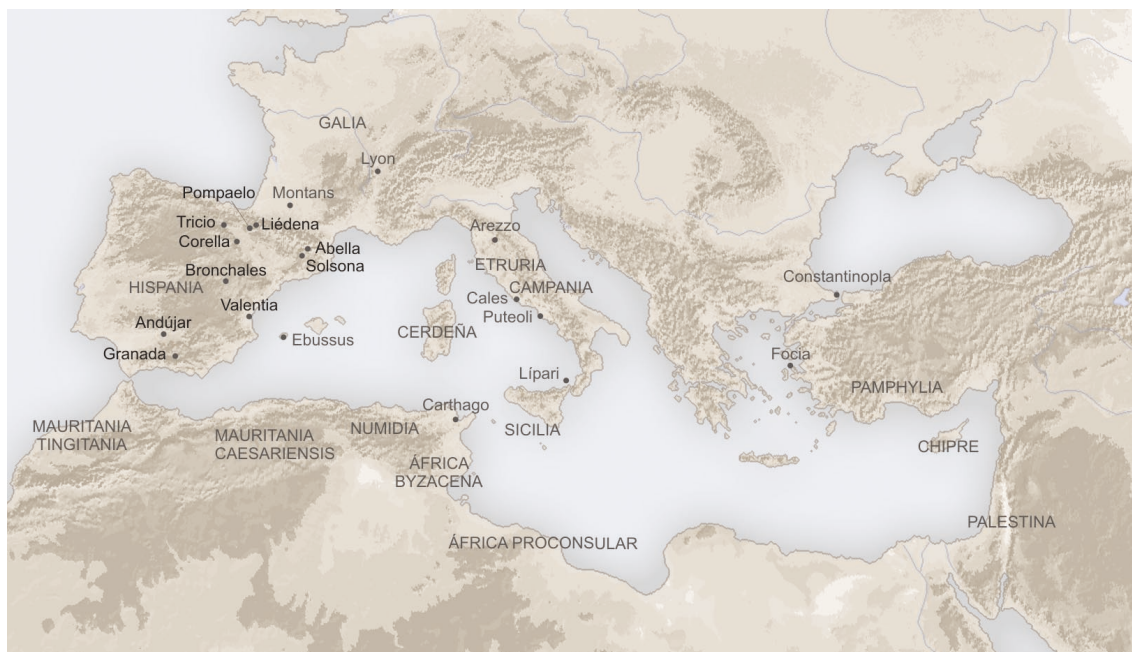 GALIA
Lyon
Pompaelo
Montans
Tricio
Liédena
Corella
Abella
Solsona
Arezzo
ETRURIA
Bronchales
HISPANIA
CAMPANIA
Constantinopla
Cales
Valentia
Puteoli
Andújar
CERDEÑA
Ebussus
Granada
Focia
Lípari
PAMPHYLIA
Carthago
MAURITANIA
TINGITANIA
MAURITANIA
CAESARIENSIS
NUMIDIA
SICILIA
CHIPRE
ÁFRICA
BYZACENA
PALESTINA
ÁFRICA PROCONSULAR